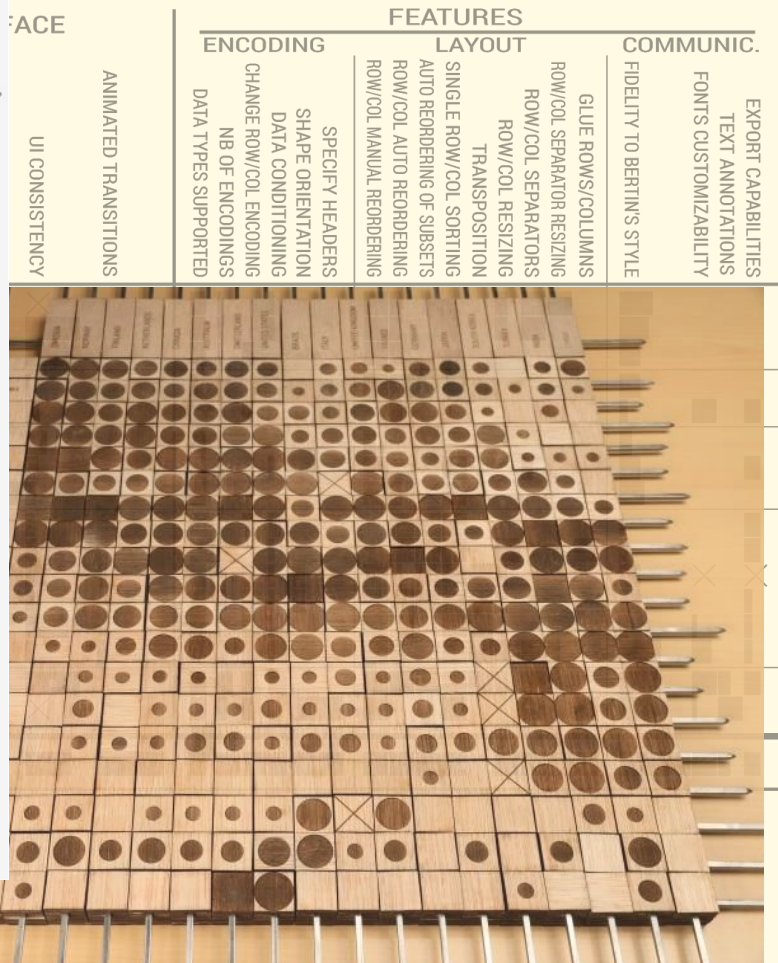 FACE
FEATURES
ENCODING
LAYOUT
COMMUNIC.
UI CONSISTENCY
ANIMATED TRANSITIONS
DATA TYPES SUPPORTED
NB OF ENCODINGS
CHANGE ROW/COL ENCODING
DATA CONDITIONING
SHAPE ORIENTATION
SPECIFY HEADERS
ROW/COL MANUAL REORDERING
ROW/COL AUTO REORDERING
AUTO REORDERING OF SUBSETS
SINGLE ROW/COL SORTING
TRANSPOSITION
ROW/COL RESIZING
ROW/COL SEPARATORS
ROW/COL SEPARATOR RESIZING
GLUE ROWS/COLUMNS
FIDELITY TO BERTIN'S STYLE
FONTS CUSTOMIZABILITY
TEXT ANNOTATIONS
EXPORT CAPABILITIES